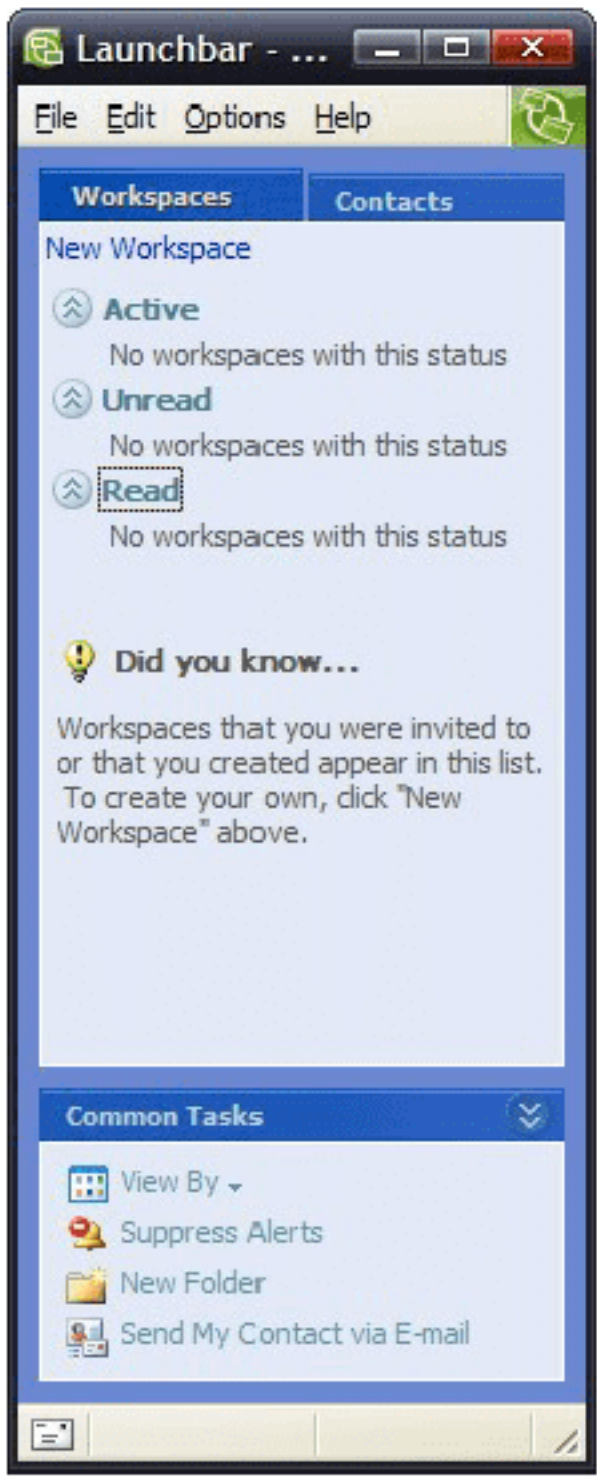 Launchbar - ...
File Edit Options Help
Workspaces Contacts
New Workspace
Active
No workspaces with this status
Unread
No workspaces with this status
Read
No workspaces with this status
Did you know...
Workspaces that you were invited to
or that you created appear in this list.
To create your own, click "New
Workspace" above.
Common Tasks
View By
Suppress Alerts
New Folder
Send My Contact via E-mail